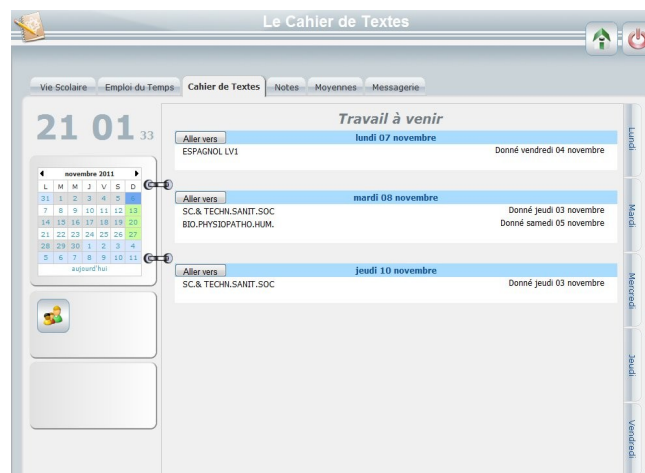 Le Cahier de Textes
Vie Scolaire Emploi du Temps Cahier de Textes Notes Moyennes Messagerie
21 01 33
novembre 2011
L M M J V S D
31 1 2 3 4 5 6
7 8 9 10 11 12 13
14 15 16 17 18 19 20
21 22 23 24 25 26 27
28 29 30 1 2 3 4
5 6 7 8 9 10 11
aujourd'hui
Travail à venir
Aller vers lundi 07 novembre
ESPAGNOL LV1 Donné vendredi 04 novembre
Aller vers mardi 08 novembre
SC.& TECHN.SANIT.SOC Donné jeudi 03 novembre
BIO.PHYSIOPATHO.HUM. Donné samedi 05 novembre
Aller vers jeudi 10 novembre
SC.& TECHN.SANIT.SOC Donné jeudi 03 novembre
Lundi
Mardi
Mercredi
Jeudi
Vendredi